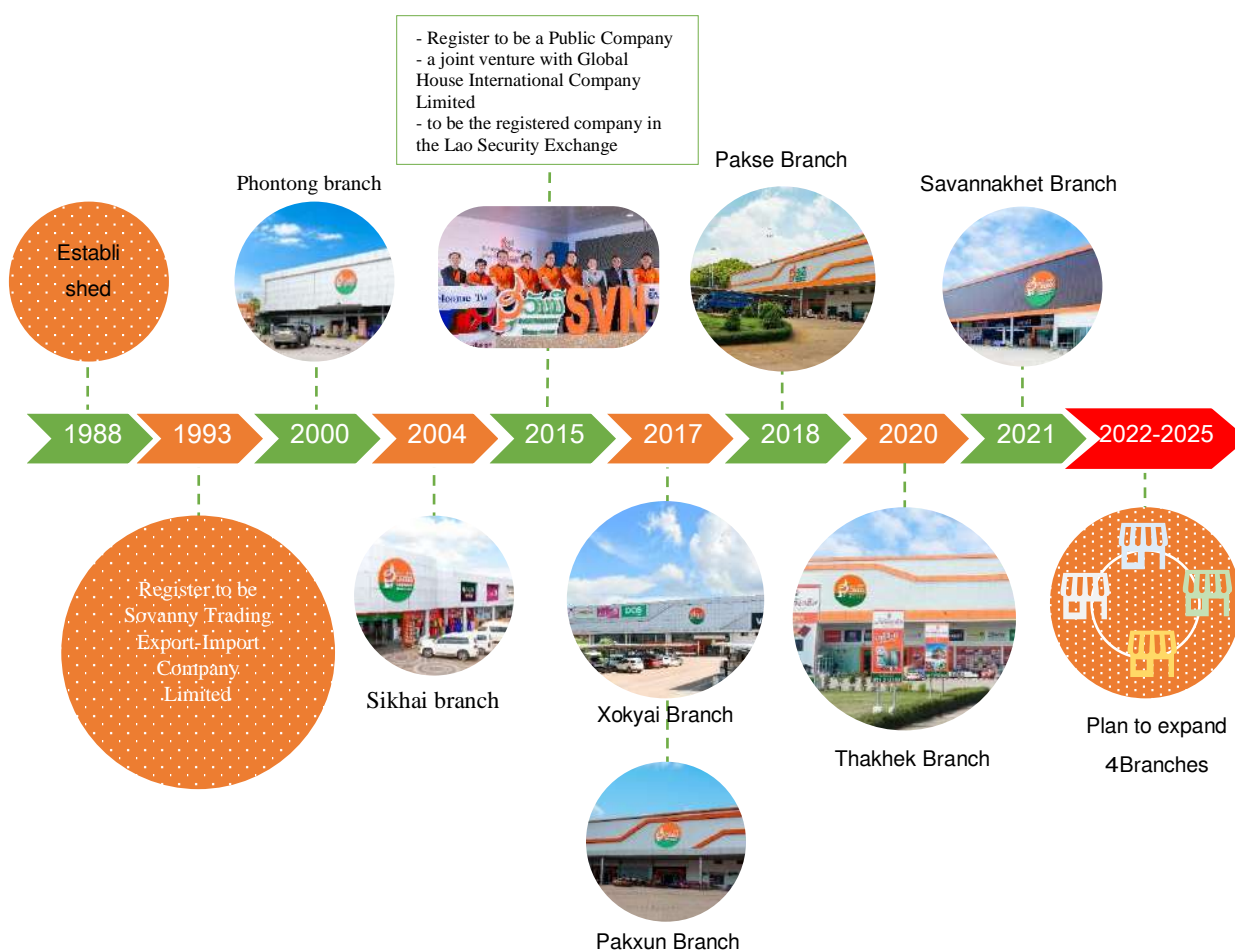 - Register to be a Public Company
- a joint venture with Global
House International Company
Limited
- to be the registered company in
the Lao Security Exchange
Phontong branch
Pakse Branch
Savannakhet Branch
Establi
shed
SVN
1988
1993
2000
2004
2015
2017
2018
2020
2021
2022-2025
Register to be
Sovanny Trading
Export-Import
Company
Limited
Sikhai branch
Xokyai Branch
Thakhek Branch
Plan to expand
4Branches
Pakxun Branch